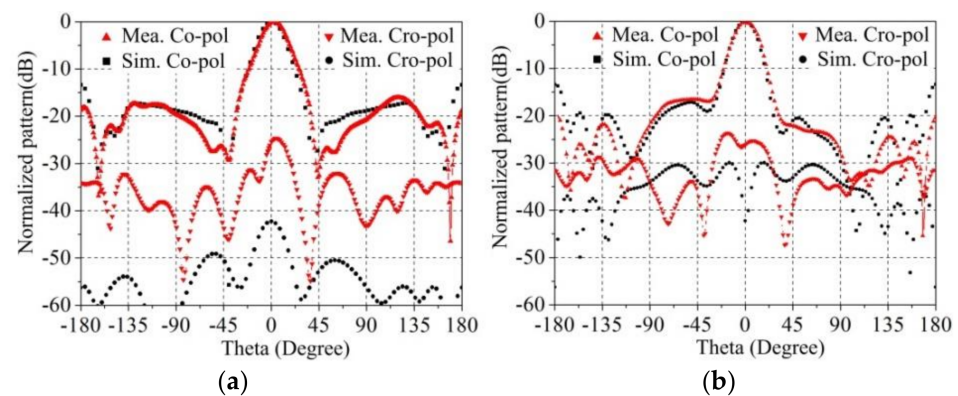 0
-10
-20
-30
-40
-50
-60
Normalized pattern(dB)
Mea. Co-pol
Mea. Cro-pol
Sim. Co-pol
Sim. Cro-pol
-180 -135 -90 -45 0 45 90 135 180
Theta (Degree)
(a)
0
-10
-20
-30
-40
-50
-60
Normalized pattern(dB)
Mea. Co-pol
Mea. Cro-pol
Sim. Co-pol
Sim. Cro-pol
-180 -135 -90 -45 0 45 90 135 180
Theta (Degree)
(b)